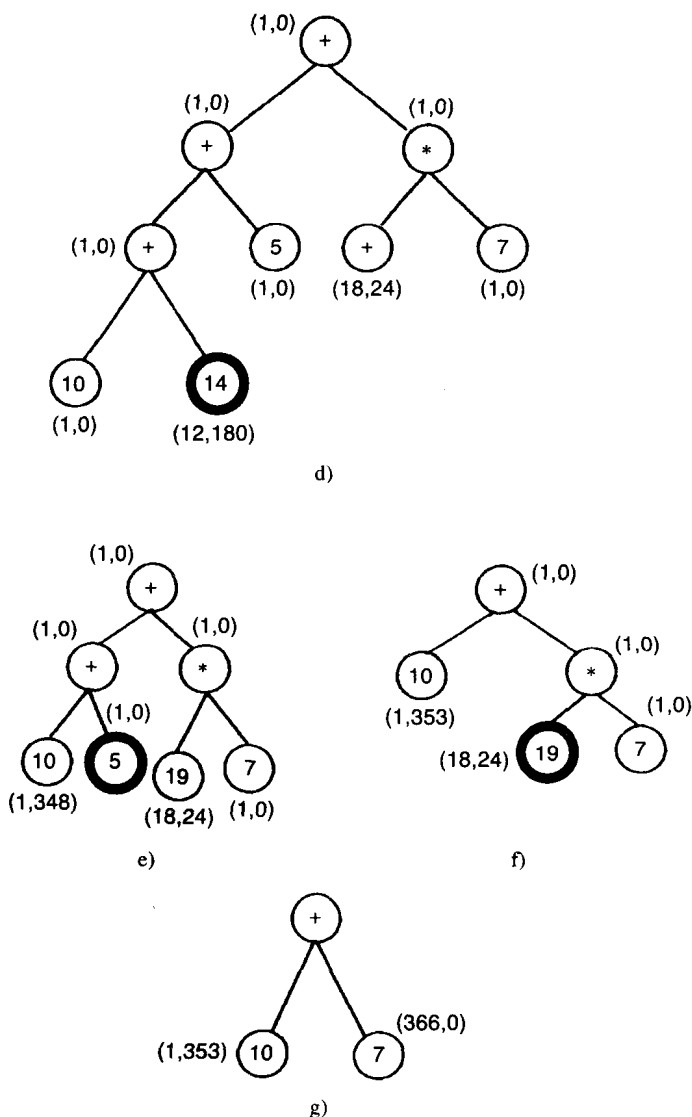 (1,0)
+
(1,0) (1,0)
+ *
(1,0) + 5 + 7
(1,0) (18,24) (1,0)
10 14
(1,0) (12,180)
d)
(1,0) +
+ (1,0)
(1,0) (1,0)
+ *
(1,0)
10 5 19 7
(1,348) (18,24) (1,0)
e)
10 * (1,0)
(1,353) (1,0)
(18,24) 19 7
f)
+
(366,0)
(1,353) 10 7
g)